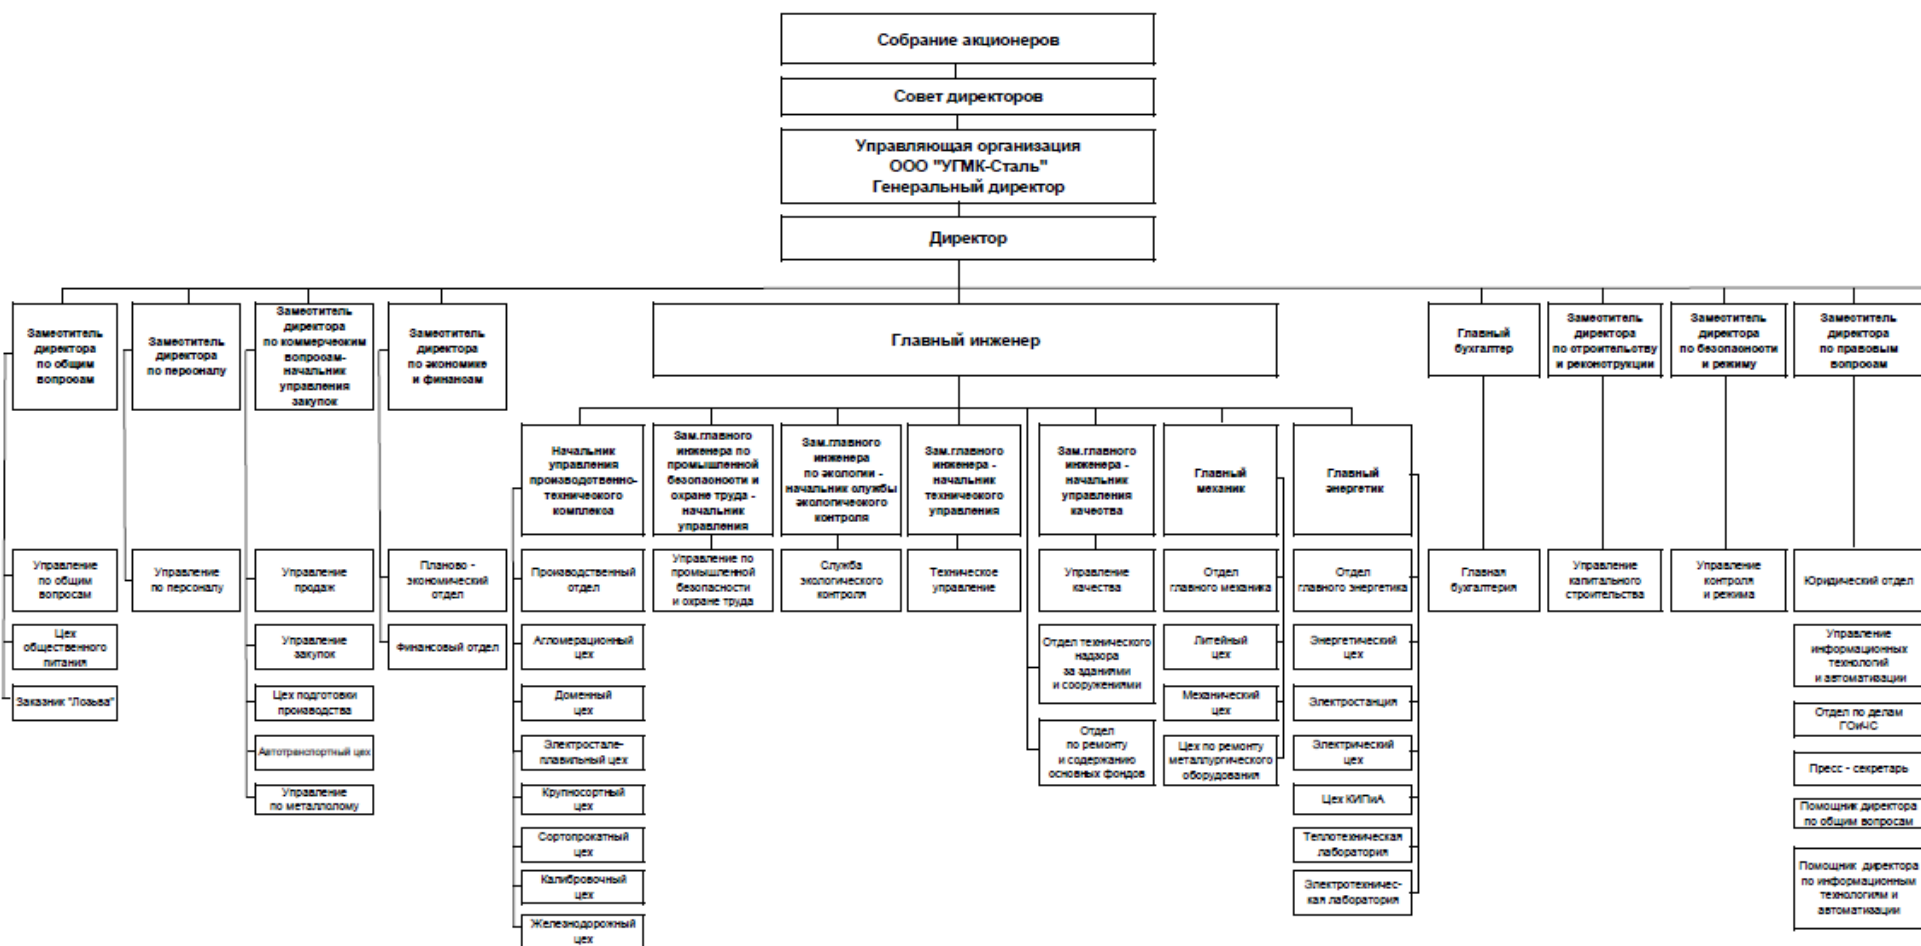 Собрание акционеров
Совет директоров
Управляющая организация
ООО "УГМК-Сталь"
Генеральный директор
Директор
Заместитель
директора
по общим
вопросам
Заместитель
директора
по персоналу
Заместитель
директора
по коммерческим
вопросам-
начальник
управления
закупок
Заместитель
директора
по экономике
и финансам
Главный инженер
Главный
бухгалтер
Заместитель
директора
по строительству
и реконструкции
Заместитель
директора
по безопасности
и режиму
Заместитель
директора
по правовым
вопросам
Начальник
управления
производственно-
технического
комплекса
Зам.главного
инженера по
промышленной
безопасности и
охране труда -
начальник
управления
Зам.главного
инженера
по экологии -
начальник службы
экологического
контроля
Зам.главного
инженера -
начальник
технического
управления
Зам.главного
инженера -
начальник
управления
качества
Главный
механик
Главный
энергетик
Управление
по общим
вопросам
Цех
общественного
питания
Заказник "Лозьва"
Управление
по персоналу
Управление
продаж
Управление
закупок
Цех подготовки
производства
Автотранспортный цех
Управление
по металлолому
Планово -
экономический
отдел
Финансовый отдел
Производственный
отдел
Агломерационный
цех
Доменный
цех
Электростале-
плавильный цех
Крупносортный
цех
Сортопрокатный
цех
Калибровочный
цех
Железнодорожный
цех
Управление по
промышленной
безопасности
и охране труда
Служба
экологического
контроля
Техническое
управление
Управление
качества
Отдел технического
надзора
за зданиями
и сооружениями
Отдел
по ремонту
и содержанию
основных фондов
Отдел
главного механика
Литейный
цех
Механический
цех
Цех по ремонту
металлургического
оборудования
Отдел
главного энергетика
Энергетический
цех
Электростанция
Электрический
цех
Цех КИПиА
Теплотехническая
лаборатория
Электротехничес-
кая лаборатория
Главная
бухгалтерия
Управление
капитального
строительства
Управление
контроля
и режима
Юридический отдел
Управление
информационных
технологий
и автоматизации
Отдел по делам
ГОиЧС
Пресс - секретарь
Помощник директора
по общим вопросам
Помощник директора
по информационным
технологиям и
автоматизации